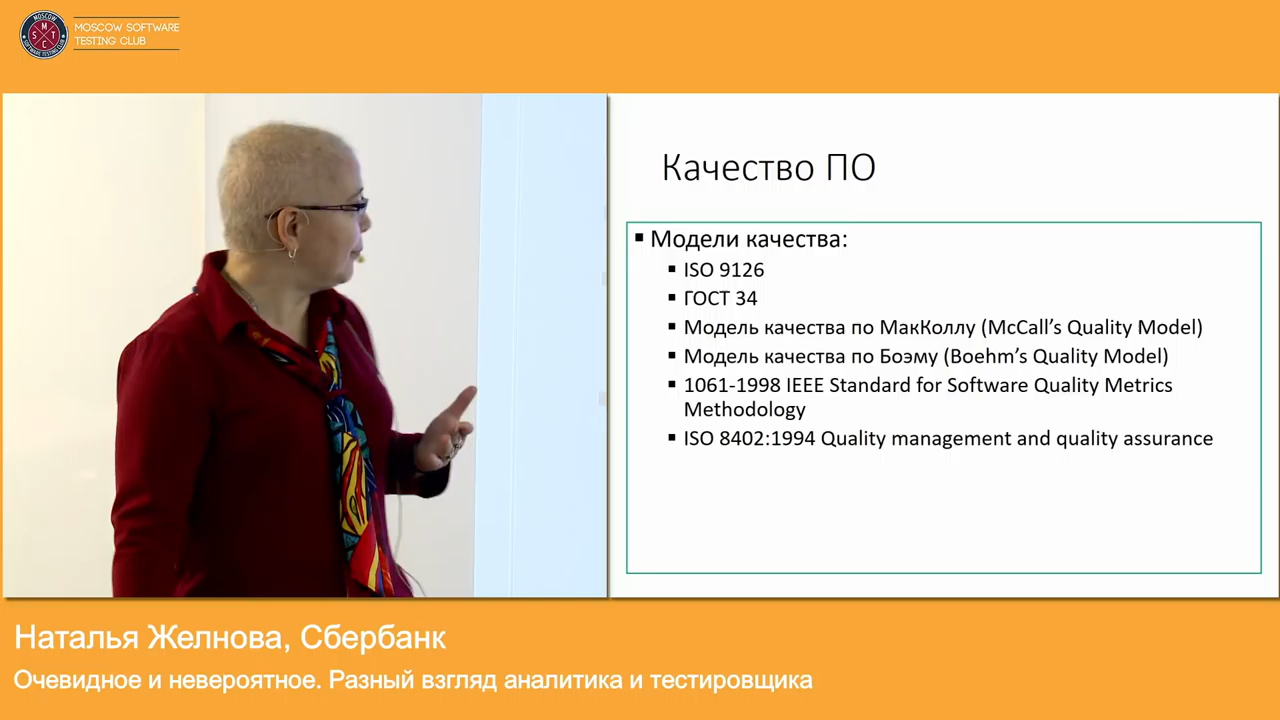 MOSCOW SOFTWARE
TESTING CLUB
Качество ПО
Модели качества:
ISO 9126
ГОСТ 34
Модель качества по МакКоллу (McCall’s Quality Model)
Модель качества по Боэму (Boehm’s Quality Model)
1061-1998 IEEE Standard for Software Quality Metrics
Methodology
ISO 8402:1994 Quality management and quality assurance
Наталья Желнова, Сбербанк
Очевидное и невероятное. Разный взгляд аналитика и тестировщика